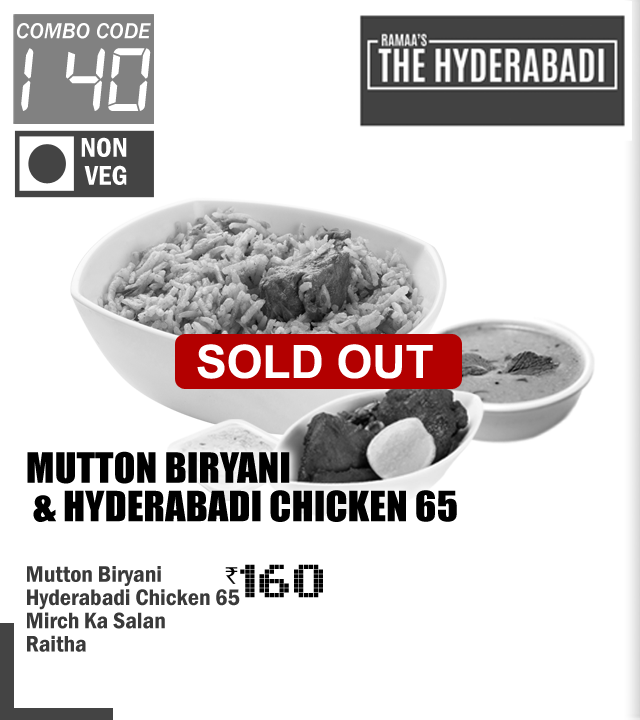 COMBO CODE
140
NON
VEG
RAMAA'S
THE HYDERABADI
SOLD OUT
MUTTON BIRYANI
& HYDERABADI CHICKEN 65
Mutton Biryani
Hyderabadi Chicken 65
Mirch Ka Salan
Raitha
₹160